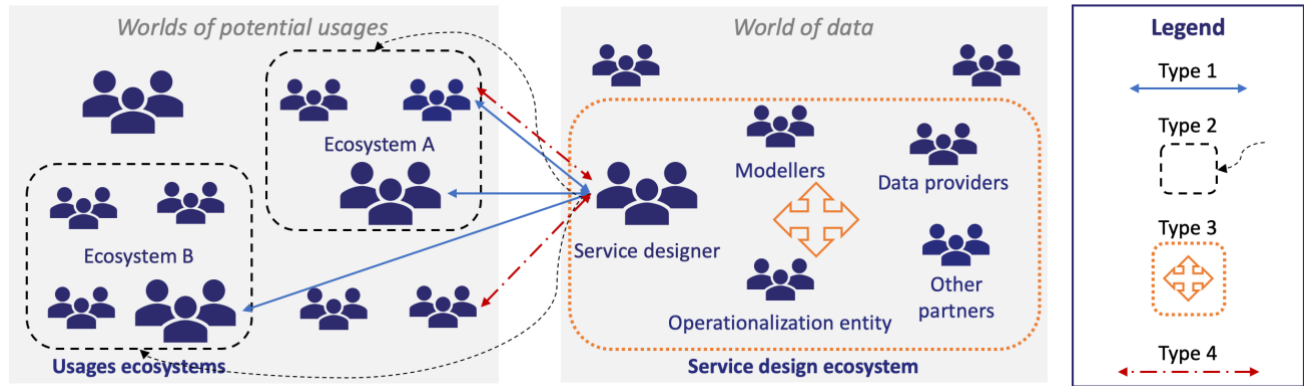 Worlds of potential usages
Ecosystem A
Ecosystem B
Usages ecosystems
World of data
Modellers
Data providers
Service designer
Other
partners
Operationalization entity
Service design ecosystem
Legend
Type 1
Type 2
Type 3
Type 4